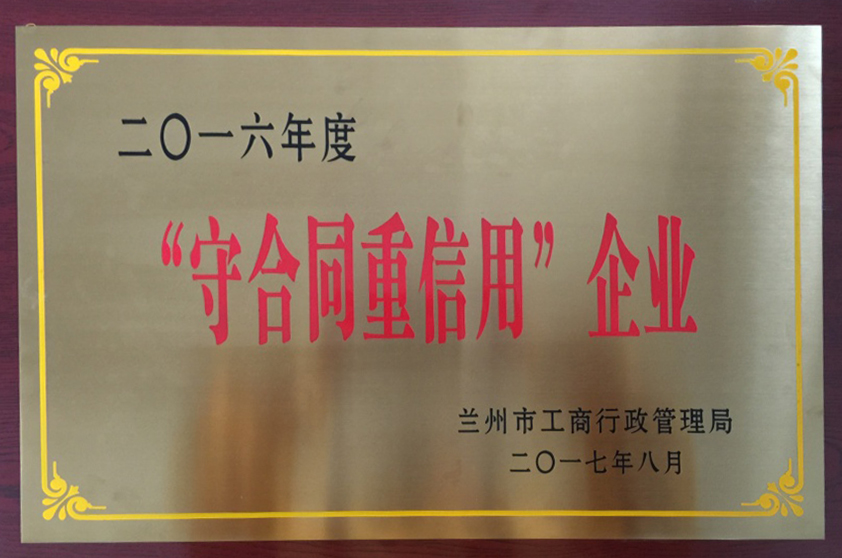 二〇一六年度
“守合同重信用”企业
兰州市工商行政管理局
二〇一七年八月